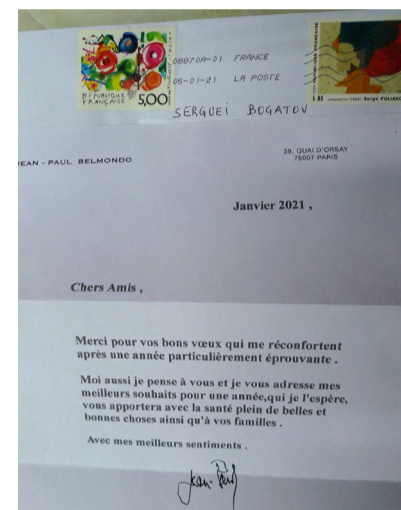 RÉPUBLIQUE
FRANÇAISE 5,00
08870A-01 FRANCE
05-01-21 LA POSTE
SERGUEÏ BOGATOV
Serge
JEAN - PAUL BELMONDO
39, QUAI D'ORSAY
75007 PARIS
Janvier 2021 ,
Chers Amis ,
Merci pour vos bons vœux qui me réconfortent
après une année particulièrement éprouvante .
Moi aussi je pense à vous et je vous adresse mes
meilleurs souhaits pour une année,qui je l'espère,
vous apportera avec la santé plein de belles et
bonnes choses ainsi qu'à vos familles .
Avec mes meilleurs sentiments .
Jean-Paul